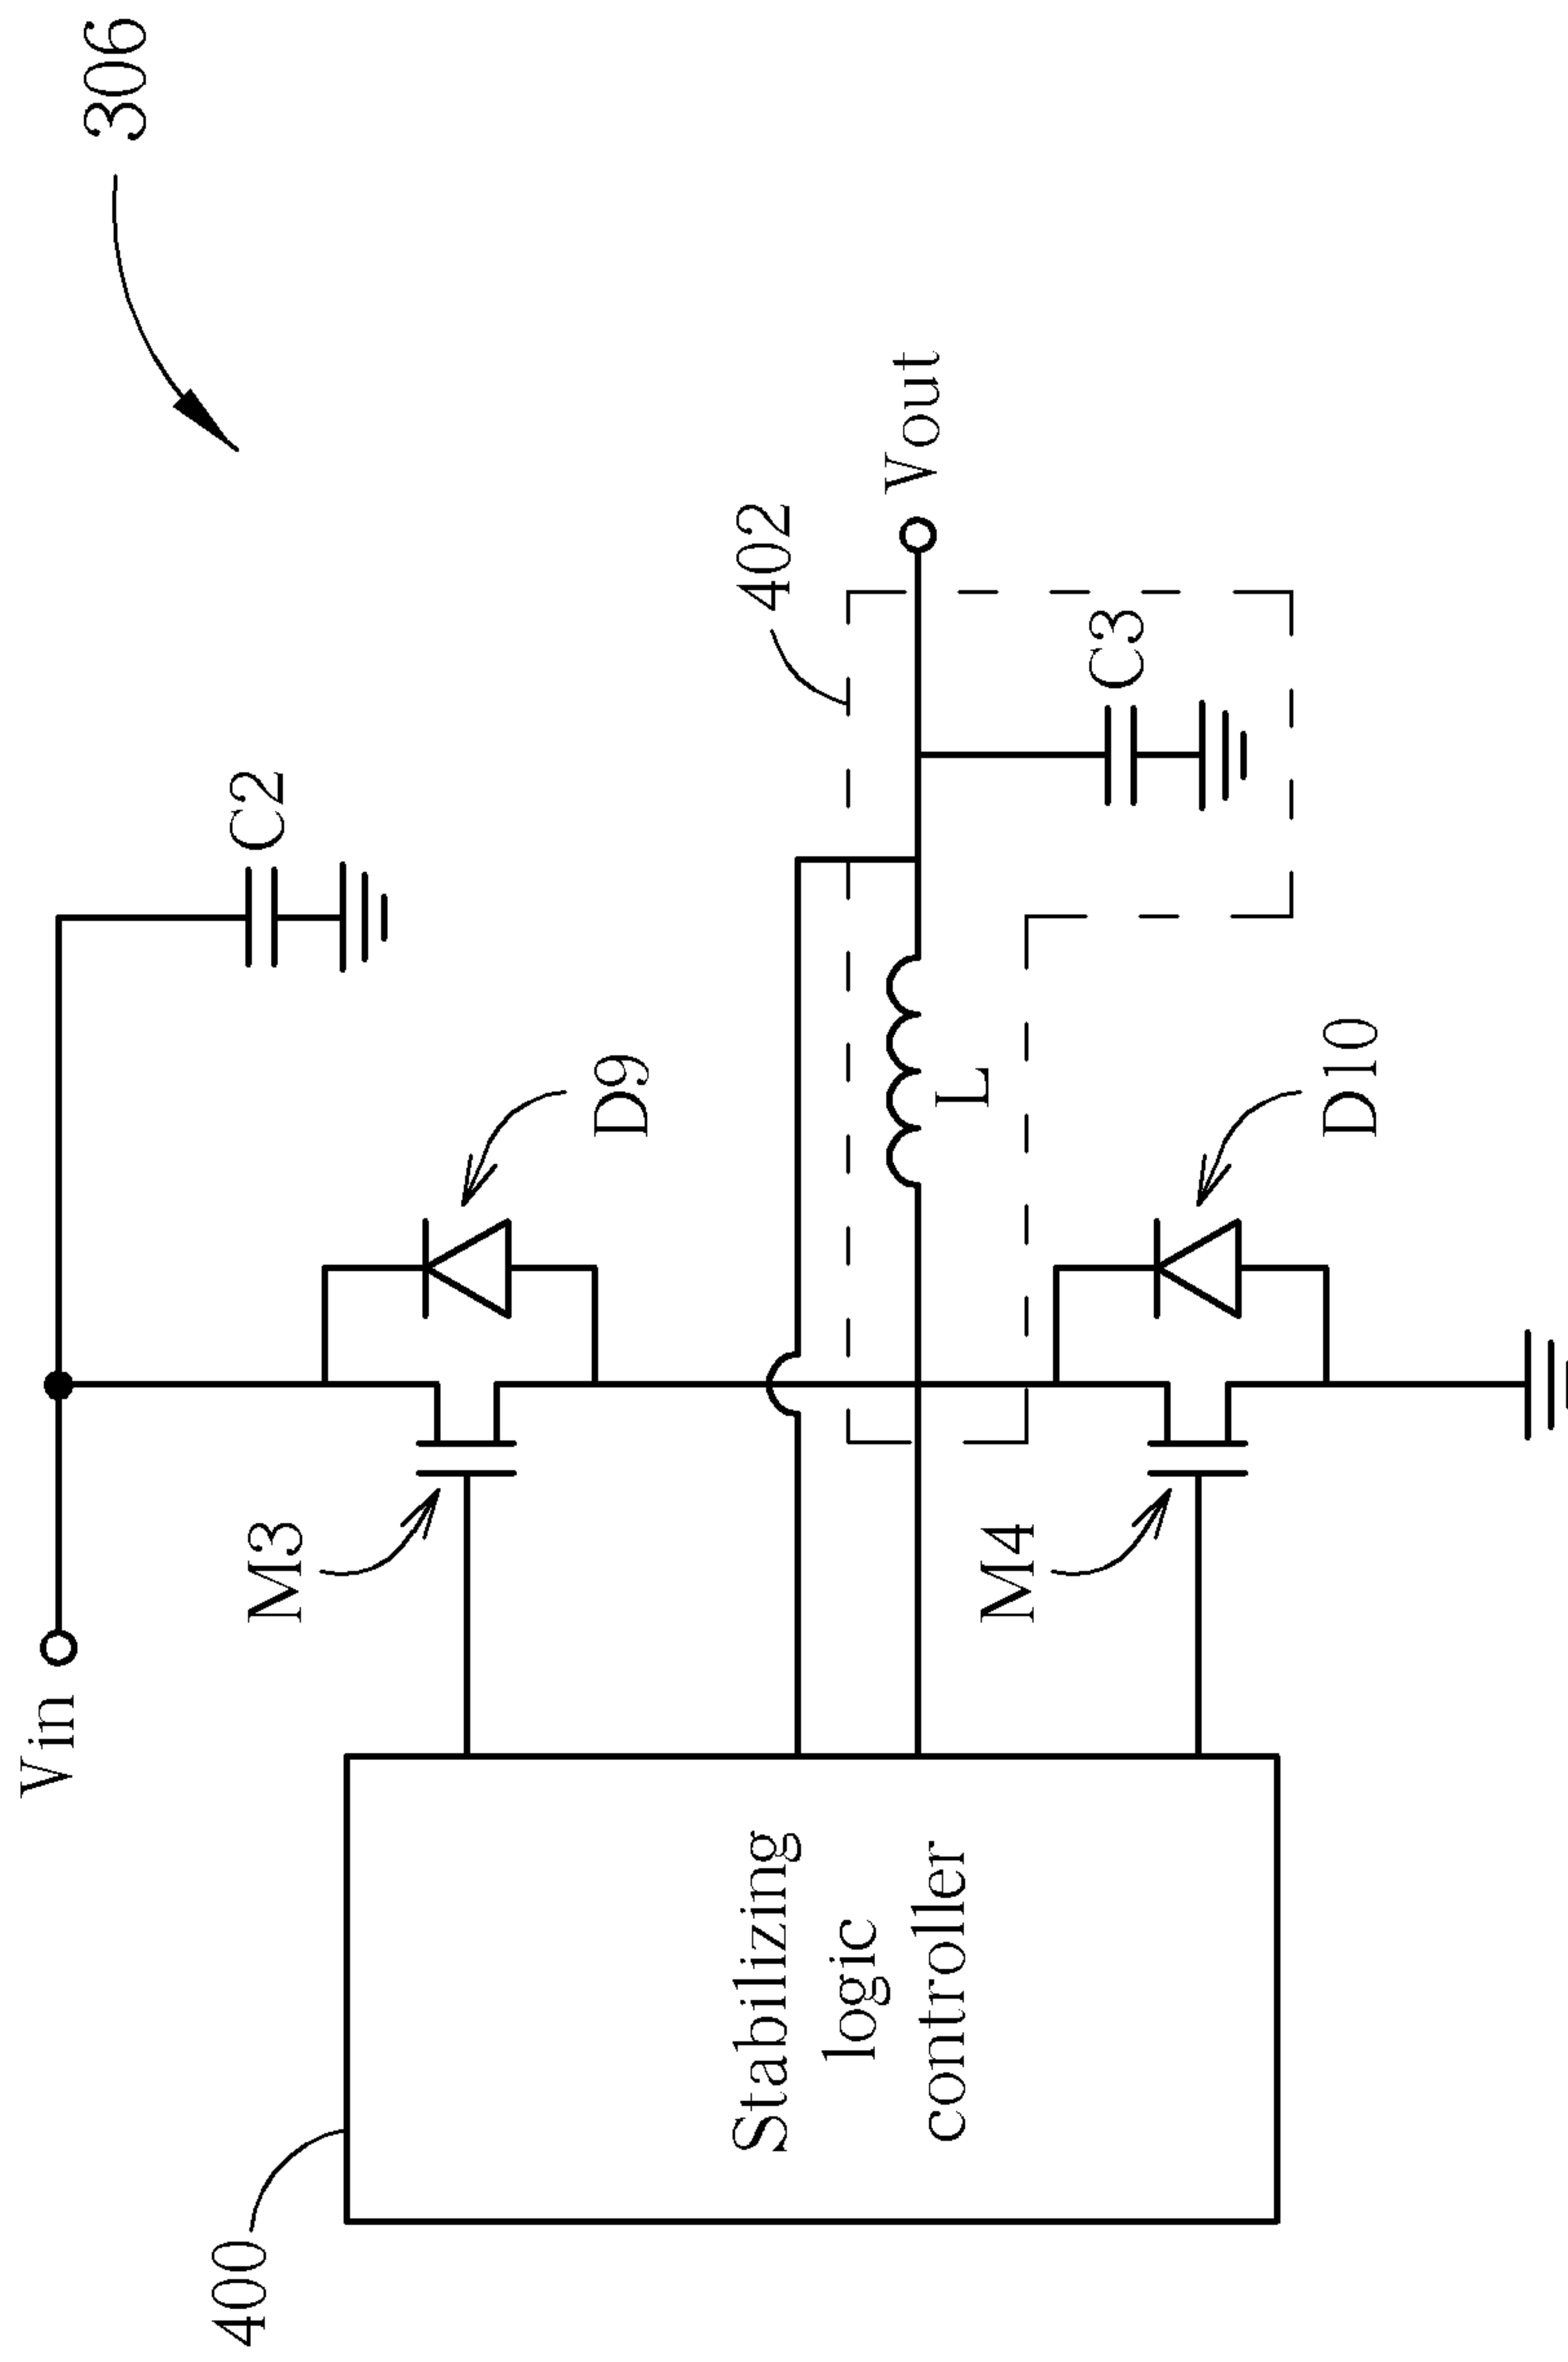 306
Vin
C2
M3
D9
400
402
Vout
Stabilizing
logic
controller
L
C3
M4
D10